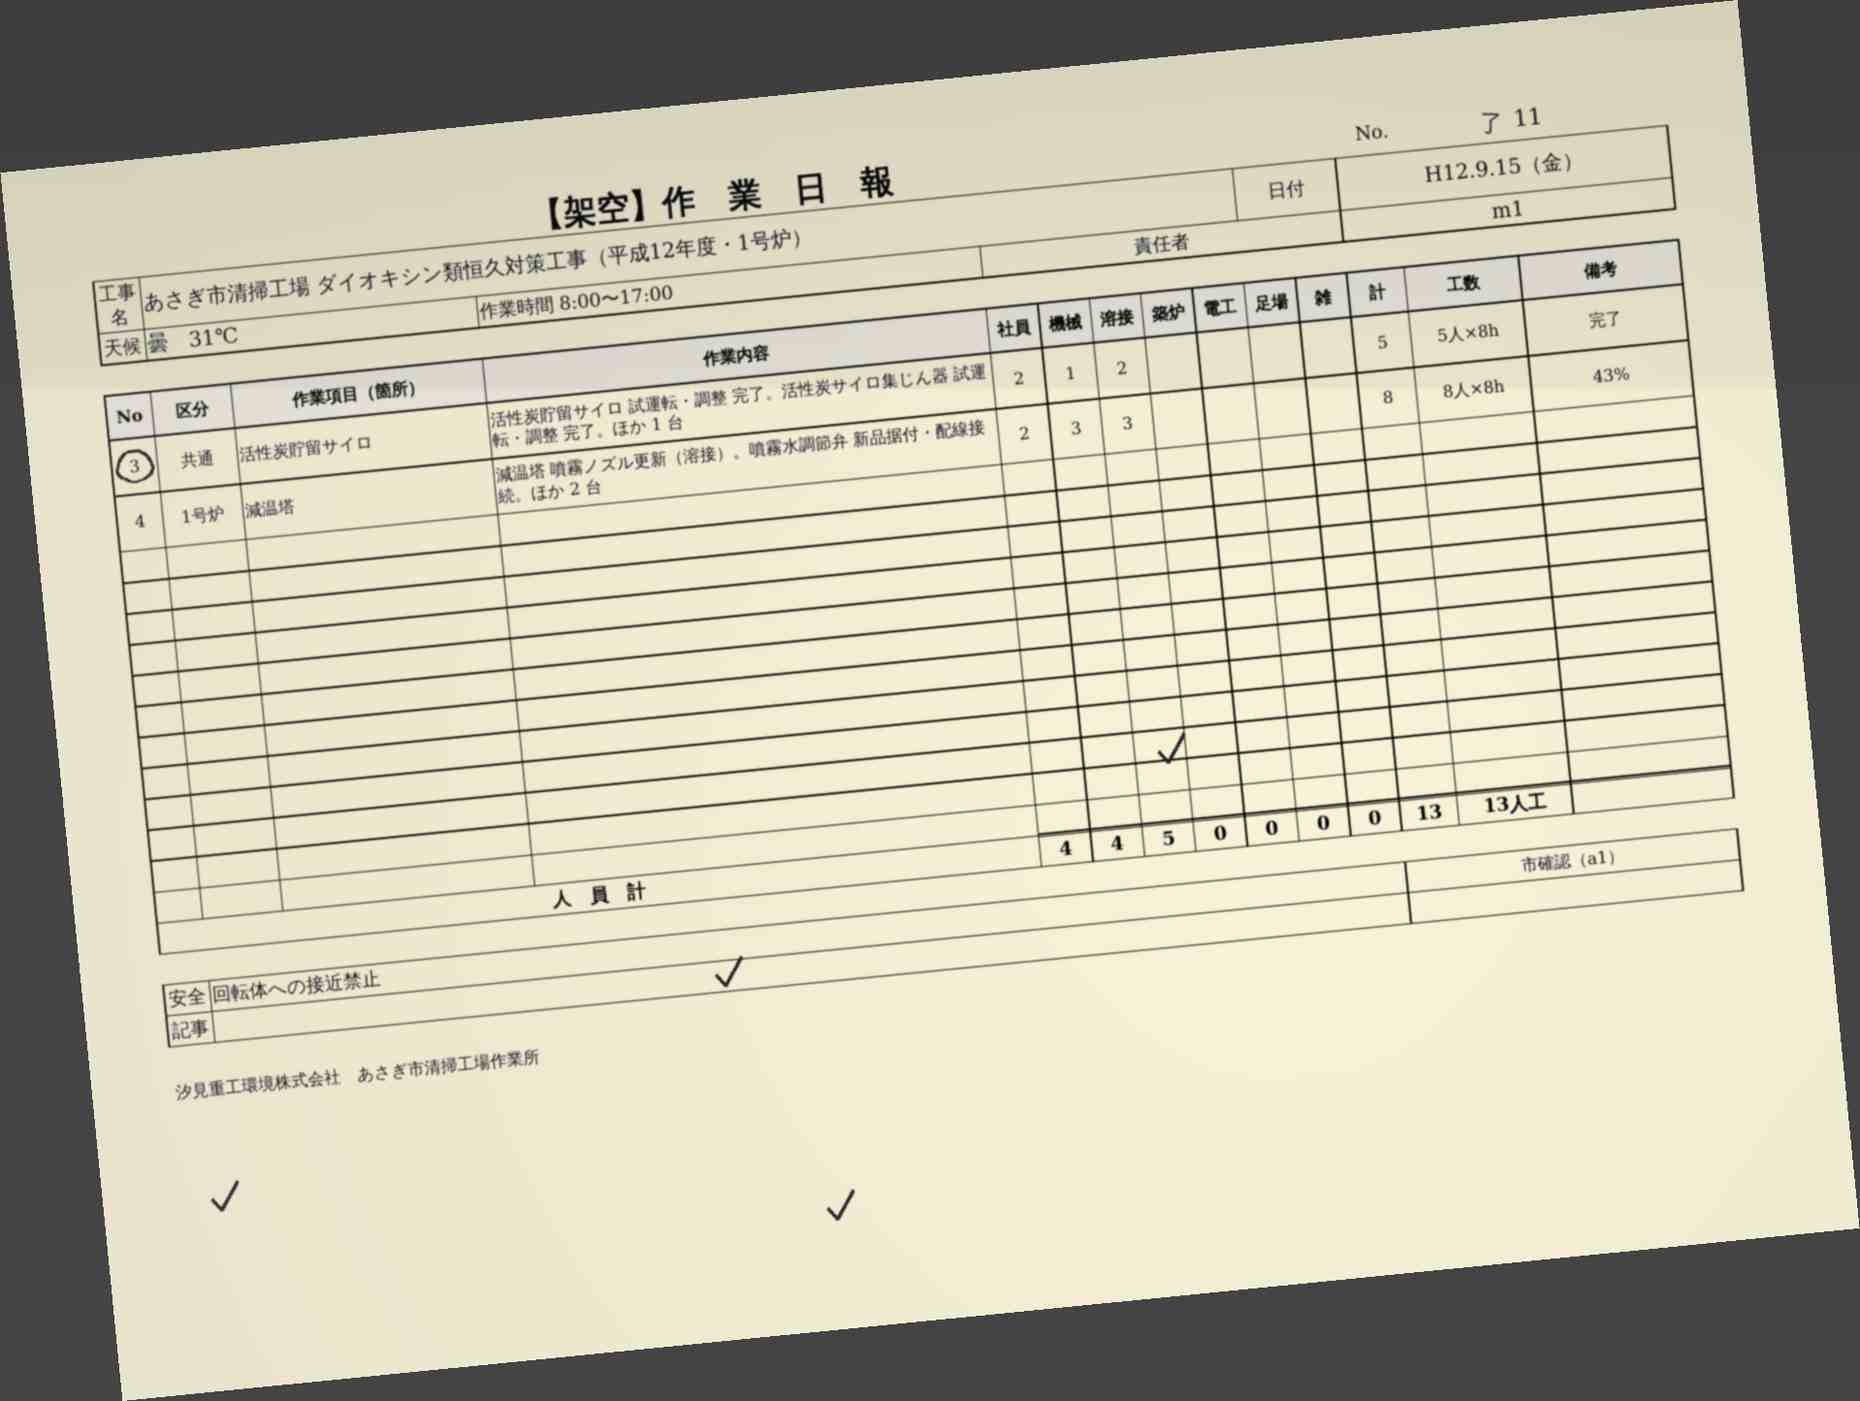 No. 了 11
【架空】作 業 日 報
工事名 あさぎ市清掃工場 ダイオキシン類恒久対策工事（平成12年度・1号炉） 日付 H12.9.15（金）
天候 曇 31℃ 作業時間 8:00〜17:00 責任者 m1
No 区分 作業項目（箇所） 作業内容 社員 機械 溶接 築炉 電工 足場 雑 計 工数 備考
3 共通 活性炭貯留サイロ 活性炭貯留サイロ 試運転・調整 完了。活性炭サイロ集じん器 試運
転・調整 完了。ほか 1 台 2 1 2 5 5人×8h 完了
4 1号炉 減温塔 減温塔 噴霧ノズル更新（溶接）。噴霧水調節弁 新品据付・配線接
続。ほか 2 台 2 3 3 8 8人×8h 43%
人 員 計 4 4 5 0 0 0 0 13 13人工
安全 回転体への接近禁止 市確認（a1）
記事
汐見重工環境株式会社 あさぎ市清掃工場作業所